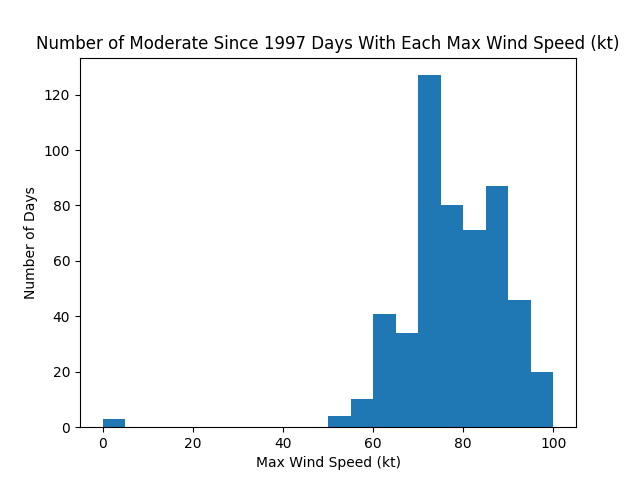 Number of Moderate Since 1997 Days With Each Max Wind Speed (kt)
120
100
80
60
40
20
0
Number of Days
0 20 40 60 80 100
Max Wind Speed (kt)